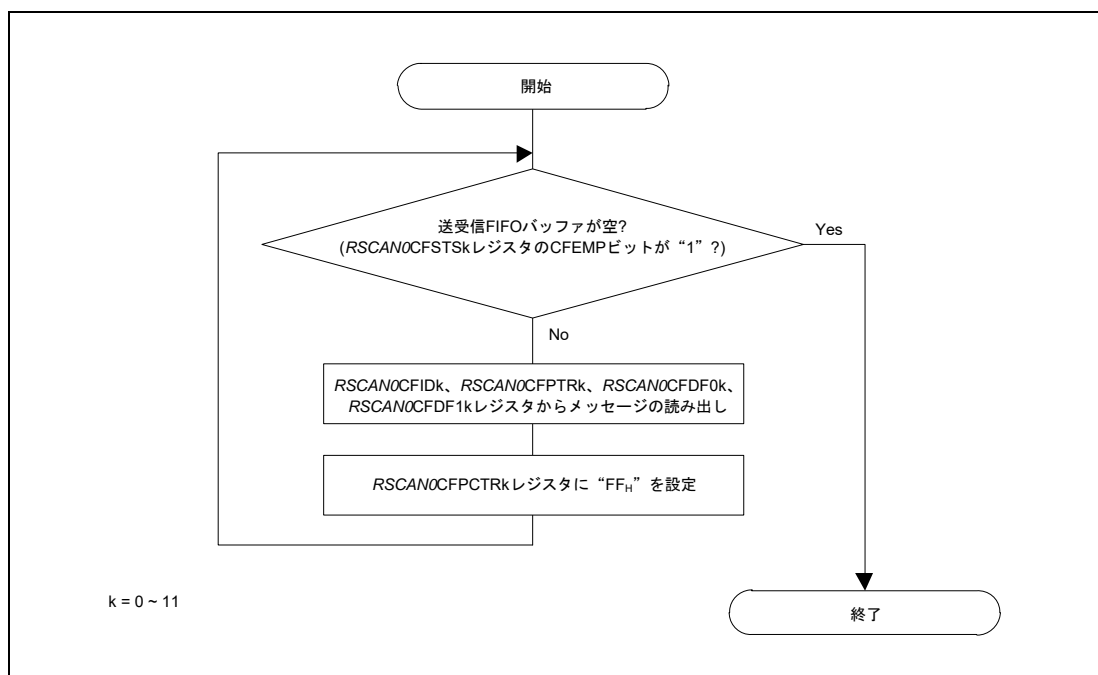 開始
送受信FIFOバッファが空?
(RSCAN0CFSTSkレジスタのCFEMPビットが“1”?)
Yes
No
RSCAN0CFIDk、RSCAN0CFPTRk、RSCAN0CFDF0k、
RSCAN0CFDF1kレジスタからメッセージの読み出し
RSCAN0CFPCTRkレジスタに“FFH”を設定
k = 0 ~ 11
終了